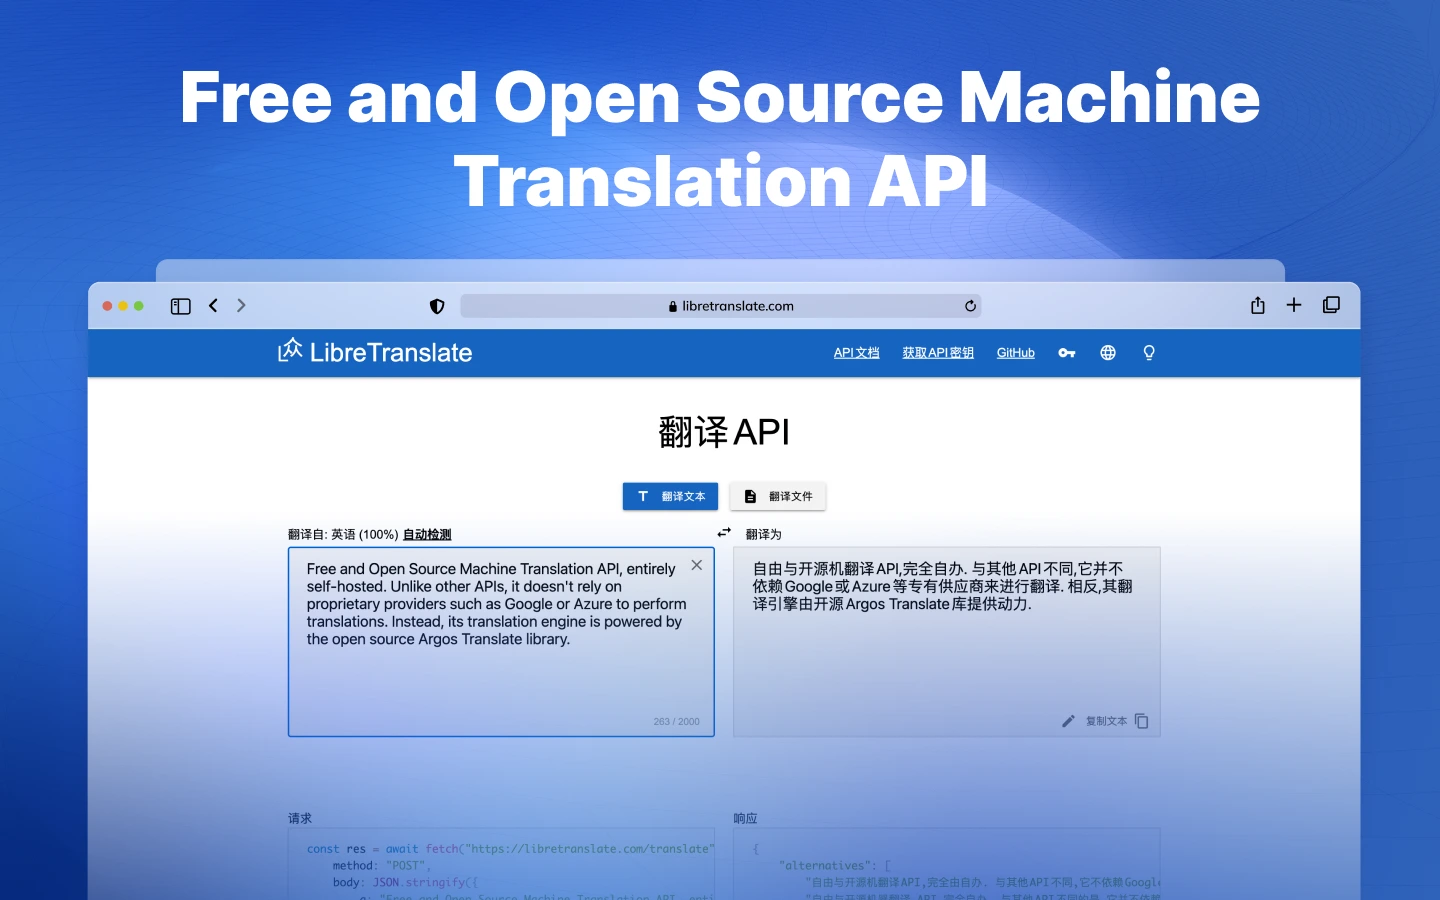 Free and Open Source Machine
Translation API
libretranslate.com
LibreTranslate
API文档 获取API密钥 GitHub
翻译API
翻译文本 翻译文件
翻译自: 英语 (100%) 自动检测
翻译为
Free and Open Source Machine Translation API, entirely
self-hosted. Unlike other APIs, it doesn't rely on
proprietary providers such as Google or Azure to perform
translations. Instead, its translation engine is powered by
the open source Argos Translate library.
263 / 2000
自由与开源机翻译API,完全自办. 与其他API不同,它并不
依赖Google或Azure等专有供应商来进行翻译. 相反,其翻
译引擎由开源Argos Translate库提供动力.
复制文本
请求
const res = await fetch("https://libretranslate.com/translate"
method: "POST",
body: JSON.stringify({
q: "Free and Open Source Machine Translation API, enti
响应
{
"alternatives": [
"自由与开源机翻译API,完全由自办. 与其他API不同,它不依赖Google